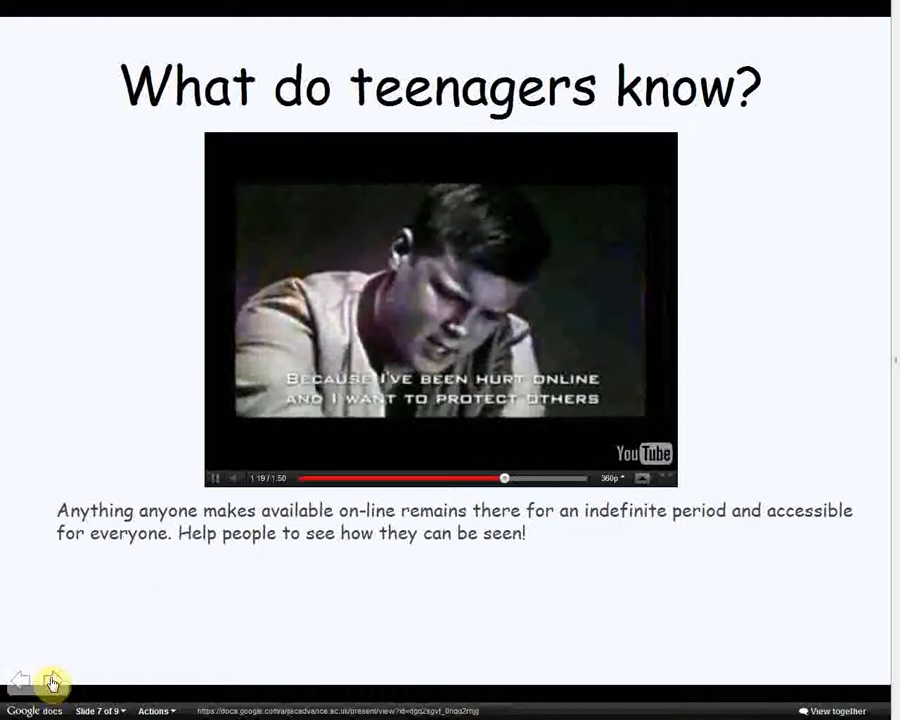 What do teenagers know?
BECAUSE I'VE BEEN HURT ONLINE
AND I WANT TO PROTECT OTHERS
YouTube
1:19 / 1:50
360p
Anything anyone makes available on-line remains there for an indefinite period and accessible
for everyone. Help people to see how they can be seen!
Google docs Slide 7 of 9 Actions View together